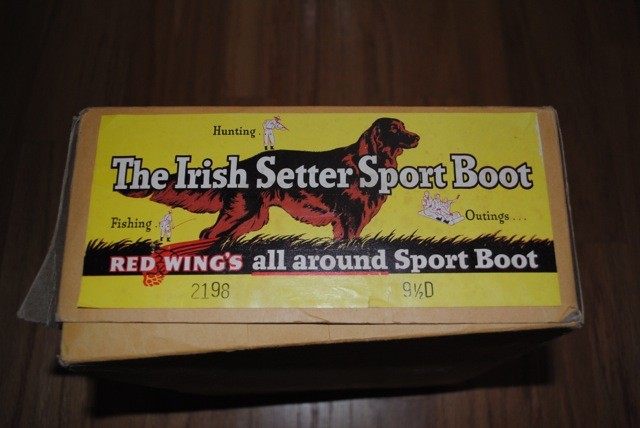 Hunting..
The Irish Setter Sport Boot
Fishing..
Outings...
RED WING'S all around Sport Boot
2198 9½D